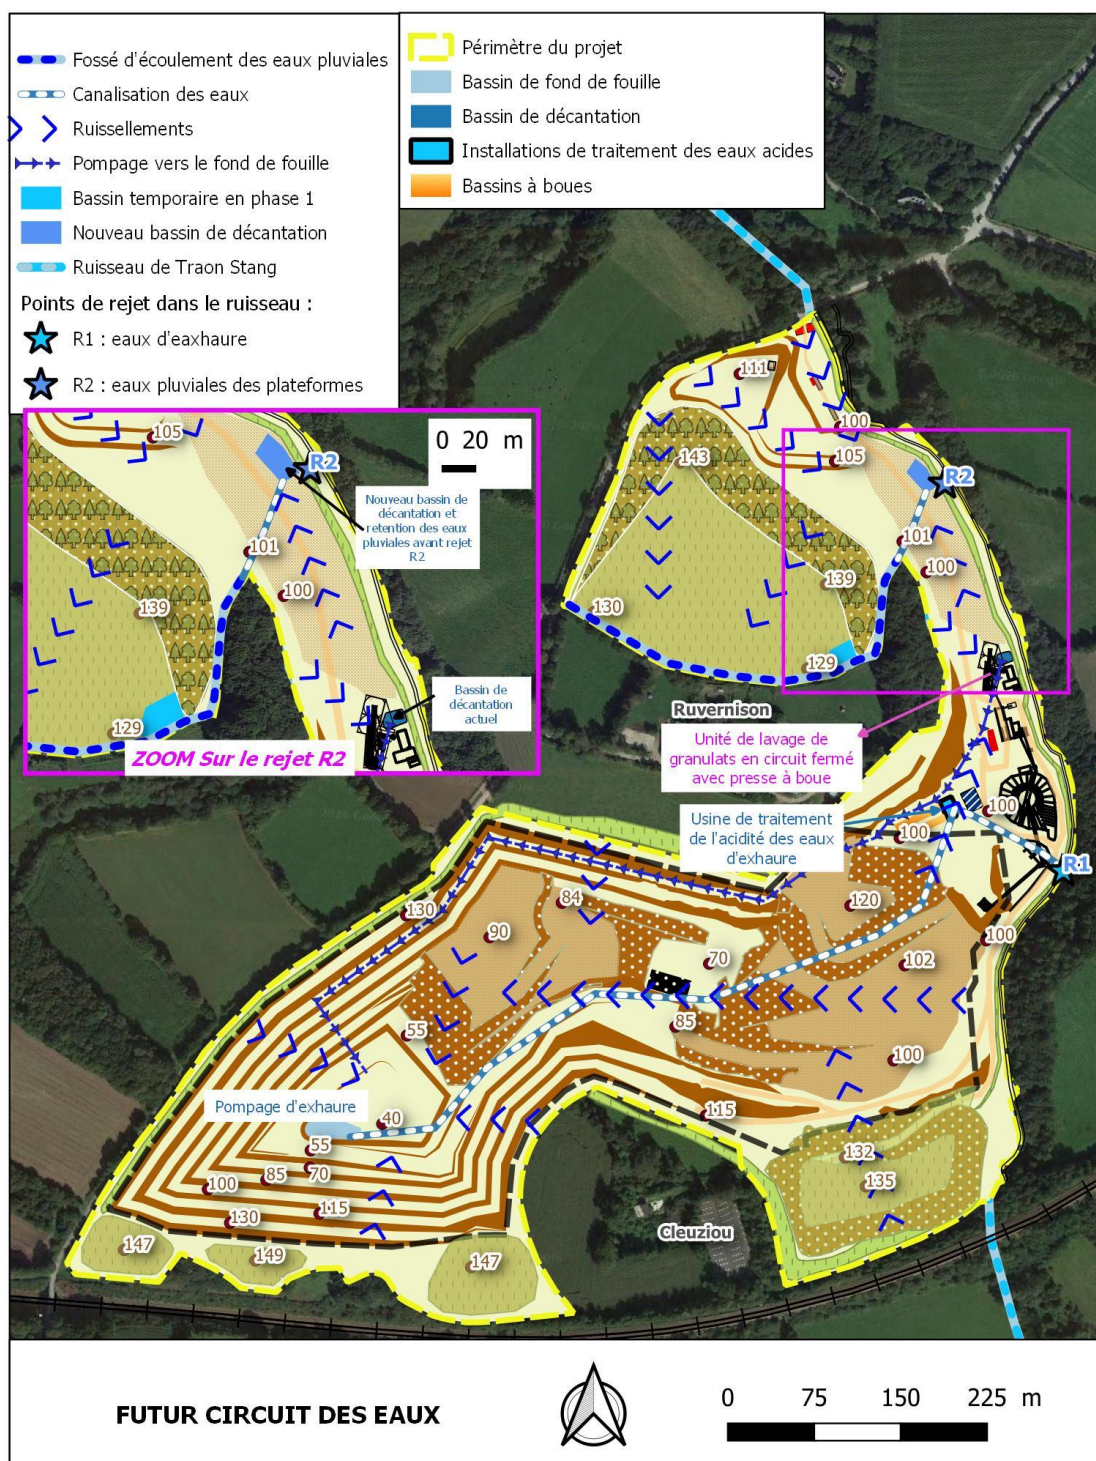 Fossé d'écoulement des eaux pluviales
Canalisation des eaux
Ruissellements
Pompage vers le fond de fouille
Bassin temporaire en phase 1
Nouveau bassin de décantation
Ruisseau de Traon Stang
Points de rejet dans le ruisseau :
R1 : eaux d'eaxhaure
R2 : eaux pluviales des plateformes
Périmètre du projet
Bassin de fond de fouille
Bassin de décantation
Installations de traitement des eaux acides
Bassins à boues
105
R2
0 20 m
Nouveau bassin de
décantation et
retention des eaux
pluviales avant rejet
R2
101
100
139
Bassin de
décantation
actuel
129
ZOOM Sur le rejet R2
111
100
105
143
R2
101
100
139
130
129
Ruvernison
Unité de lavage de
granulats en circuit fermé
avec presse à boue
Usine de traitement
de l'acidité des eaux
d'exhaure
100
100
R1
130
84
90
120
70
102
100
55
85
100
Pompage d'exhaure
40
115
55
70
85
100
115
130
132
135
147
149
147
Cleuziou
FUTUR CIRCUIT DES EAUX
0 75 150 225 m